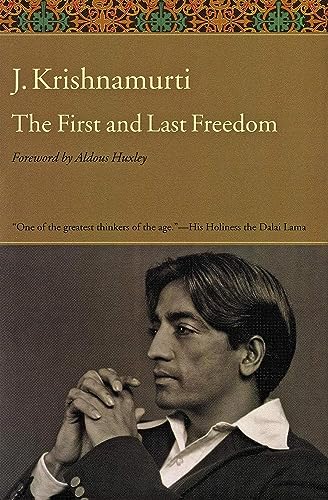 J. Krishnamurti
The First and Last Freedom
Foreword by Aldous Huxley
"One of the greatest thinkers of the age."—His Holiness the Dalai Lama